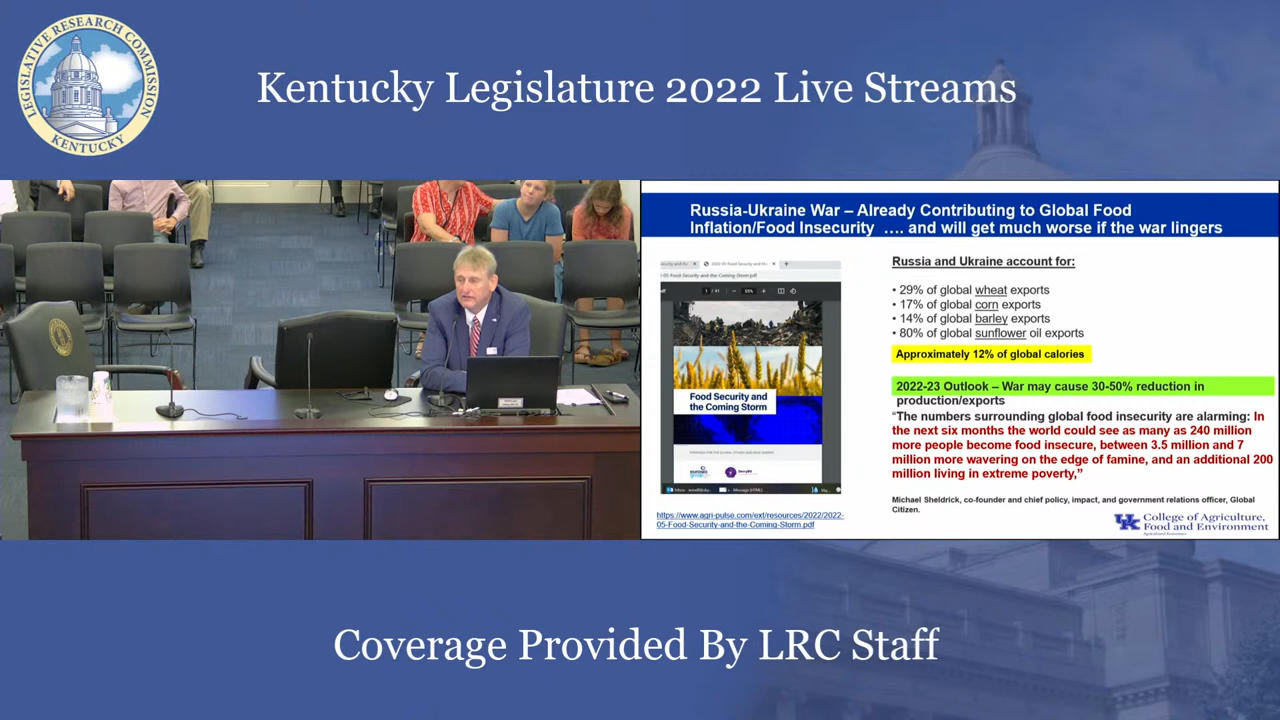 LEGISLATIVE RESEARCH COMMISSION
KENTUCKY
Kentucky Legislature 2022 Live Streams
Russia-Ukraine War – Already Contributing to Global Food
Inflation/Food Insecurity …. and will get much worse if the war lingers
Food Security and
the Coming Storm
eurasia
group
https://www.agri-pulse.com/ext/resources/2022/2022-
05-Food-Security-and-the-Coming-Storm.pdf
Russia and Ukraine account for:
• 29% of global wheat exports
• 17% of global corn exports
• 14% of global barley exports
• 80% of global sunflower oil exports
Approximately 12% of global calories
2022-23 Outlook – War may cause 30-50% reduction in
production/exports
“The numbers surrounding global food insecurity are alarming: In
the next six months the world could see as many as 240 million
more people become food insecure, between 3.5 million and 7
million more wavering on the edge of famine, and an additional 200
million living in extreme poverty,”
Michael Sheldrick, co-founder and chief policy, impact, and government relations officer, Global
Citizen.
UK College of Agriculture,
Food and Environment
Agricultural Economics
Coverage Provided By LRC Staff